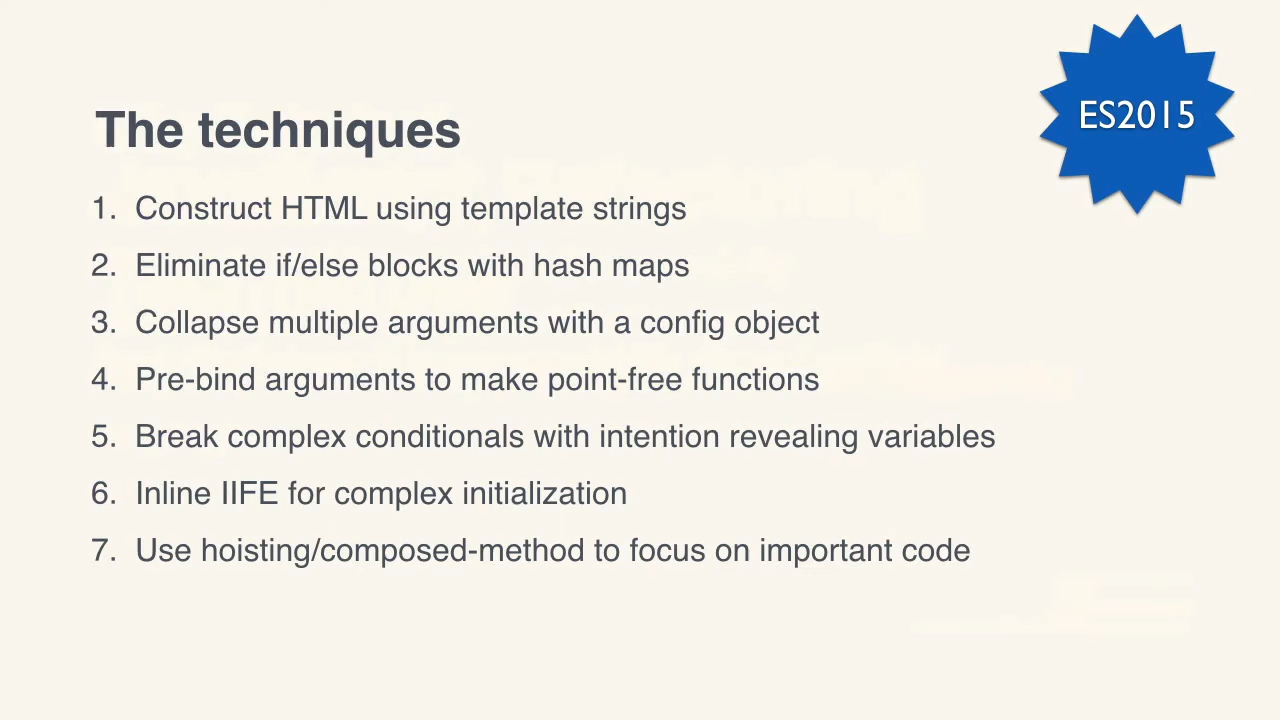 The techniques
ES2015
1. Construct HTML using template strings
2. Eliminate if/else blocks with hash maps
3. Collapse multiple arguments with a config object
4. Pre-bind arguments to make point-free functions
5. Break complex conditionals with intention revealing variables
6. Inline IIFE for complex initialization
7. Use hoisting/composed-method to focus on important code